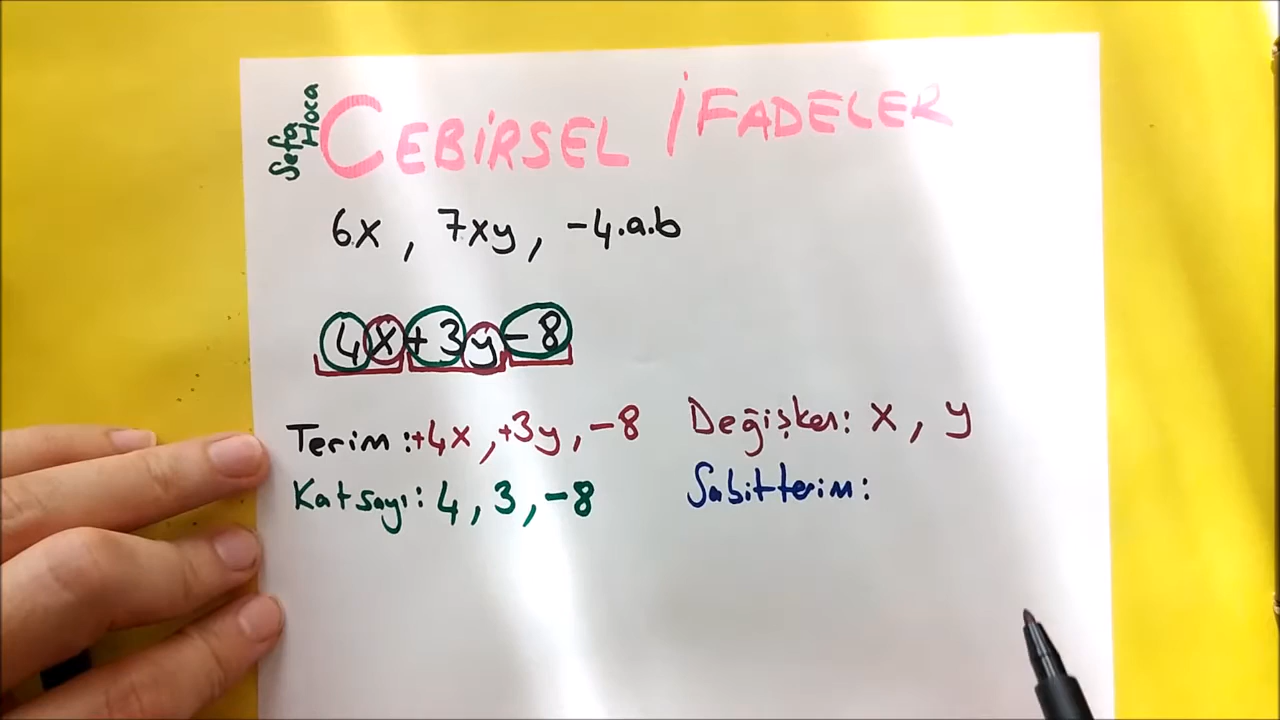 Sefa Hoca
CEBİRSEL İFADELER
6x, 7xy, -4.a.b
4x+3y-8
Terim:+4x, +3y, -8
Değişken: x, y
Katsayı: 4, 3, -8
Sabit terim: